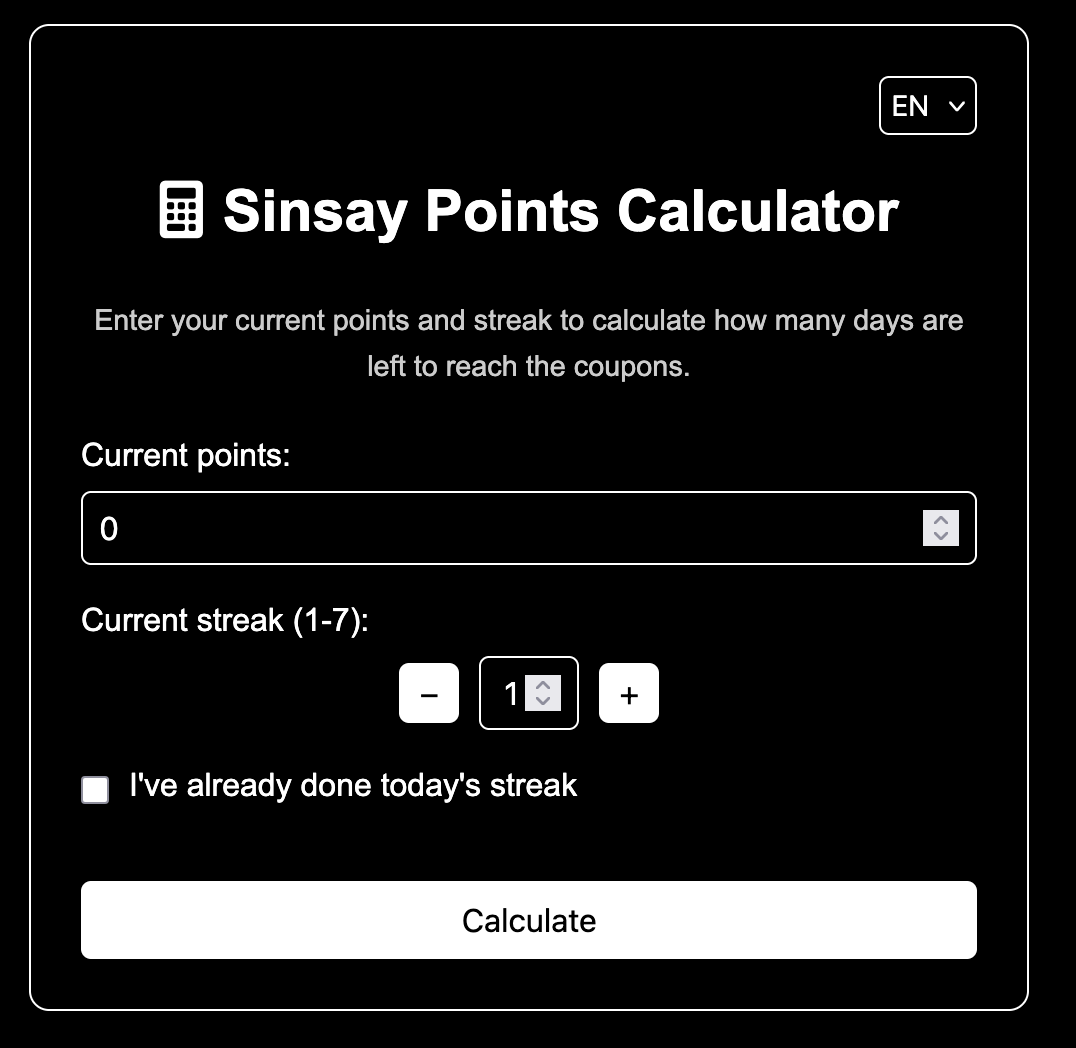 EN
Sinsay Points Calculator
Enter your current points and streak to calculate how many days are
left to reach the coupons.
Current points:
0
Current streak (1-7):
− 1 +
I've already done today's streak
Calculate